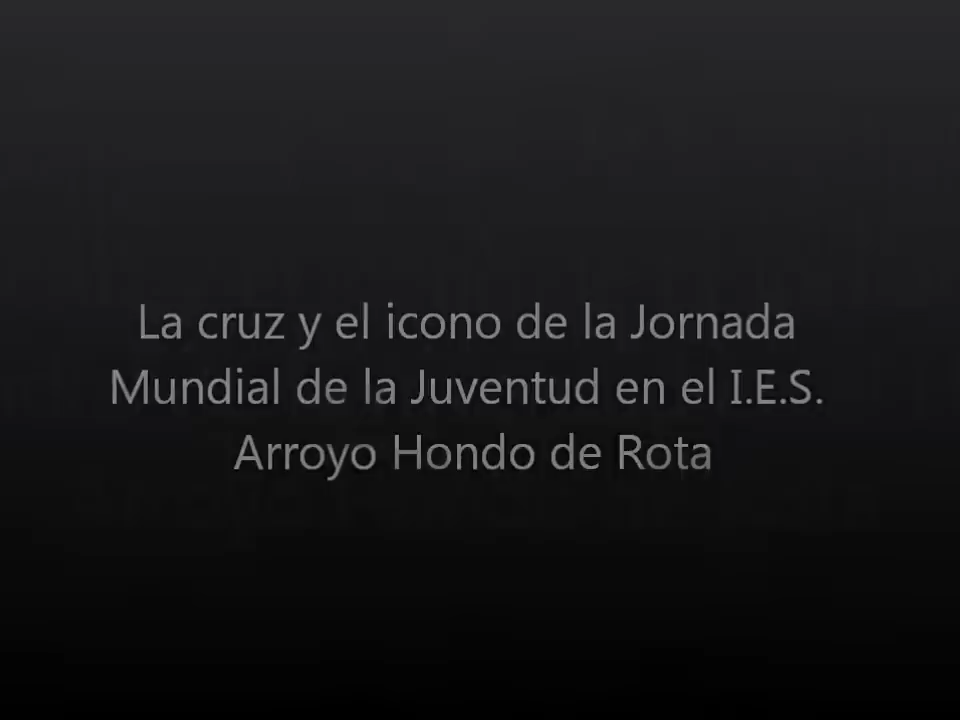 La cruz y el icono de la Jornada
Mundial de la Juventud en el I.E.S.
Arroyo Hondo de Rota